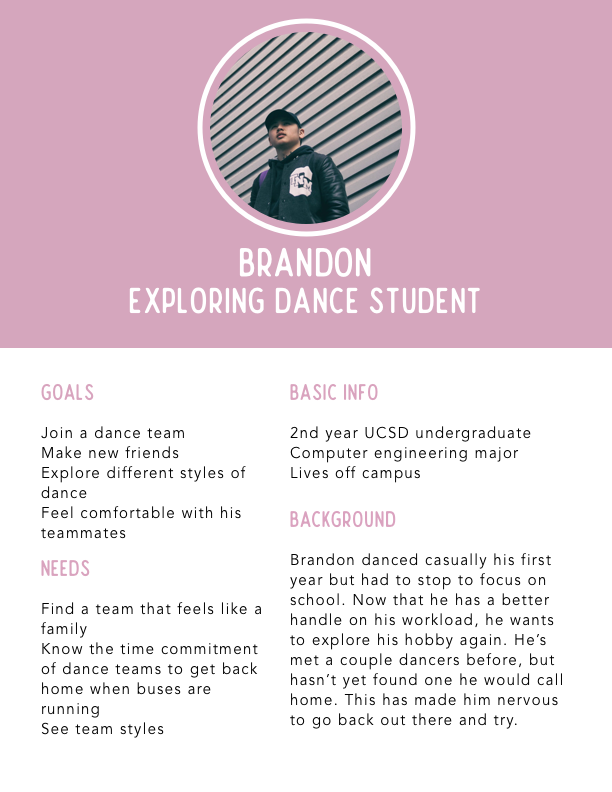 BRANDON
EXPLORING DANCE STUDENT
GOALS
Join a dance team
Make new friends
Explore different styles of
dance
Feel comfortable with his
teammates
NEEDS
Find a team that feels like a
family
Know the time commitment
of dance teams to get back
home when buses are
running
See team styles
BASIC INFO
2nd year UCSD undergraduate
Computer engineering major
Lives off campus
BACKGROUND
Brandon danced casually his first
year but had to stop to focus on
school. Now that he has a better
handle on his workload, he wants
to explore his hobby again. He’s
met a couple dancers before, but
hasn’t yet found one he would call
home. This has made him nervous
to go back out there and try.